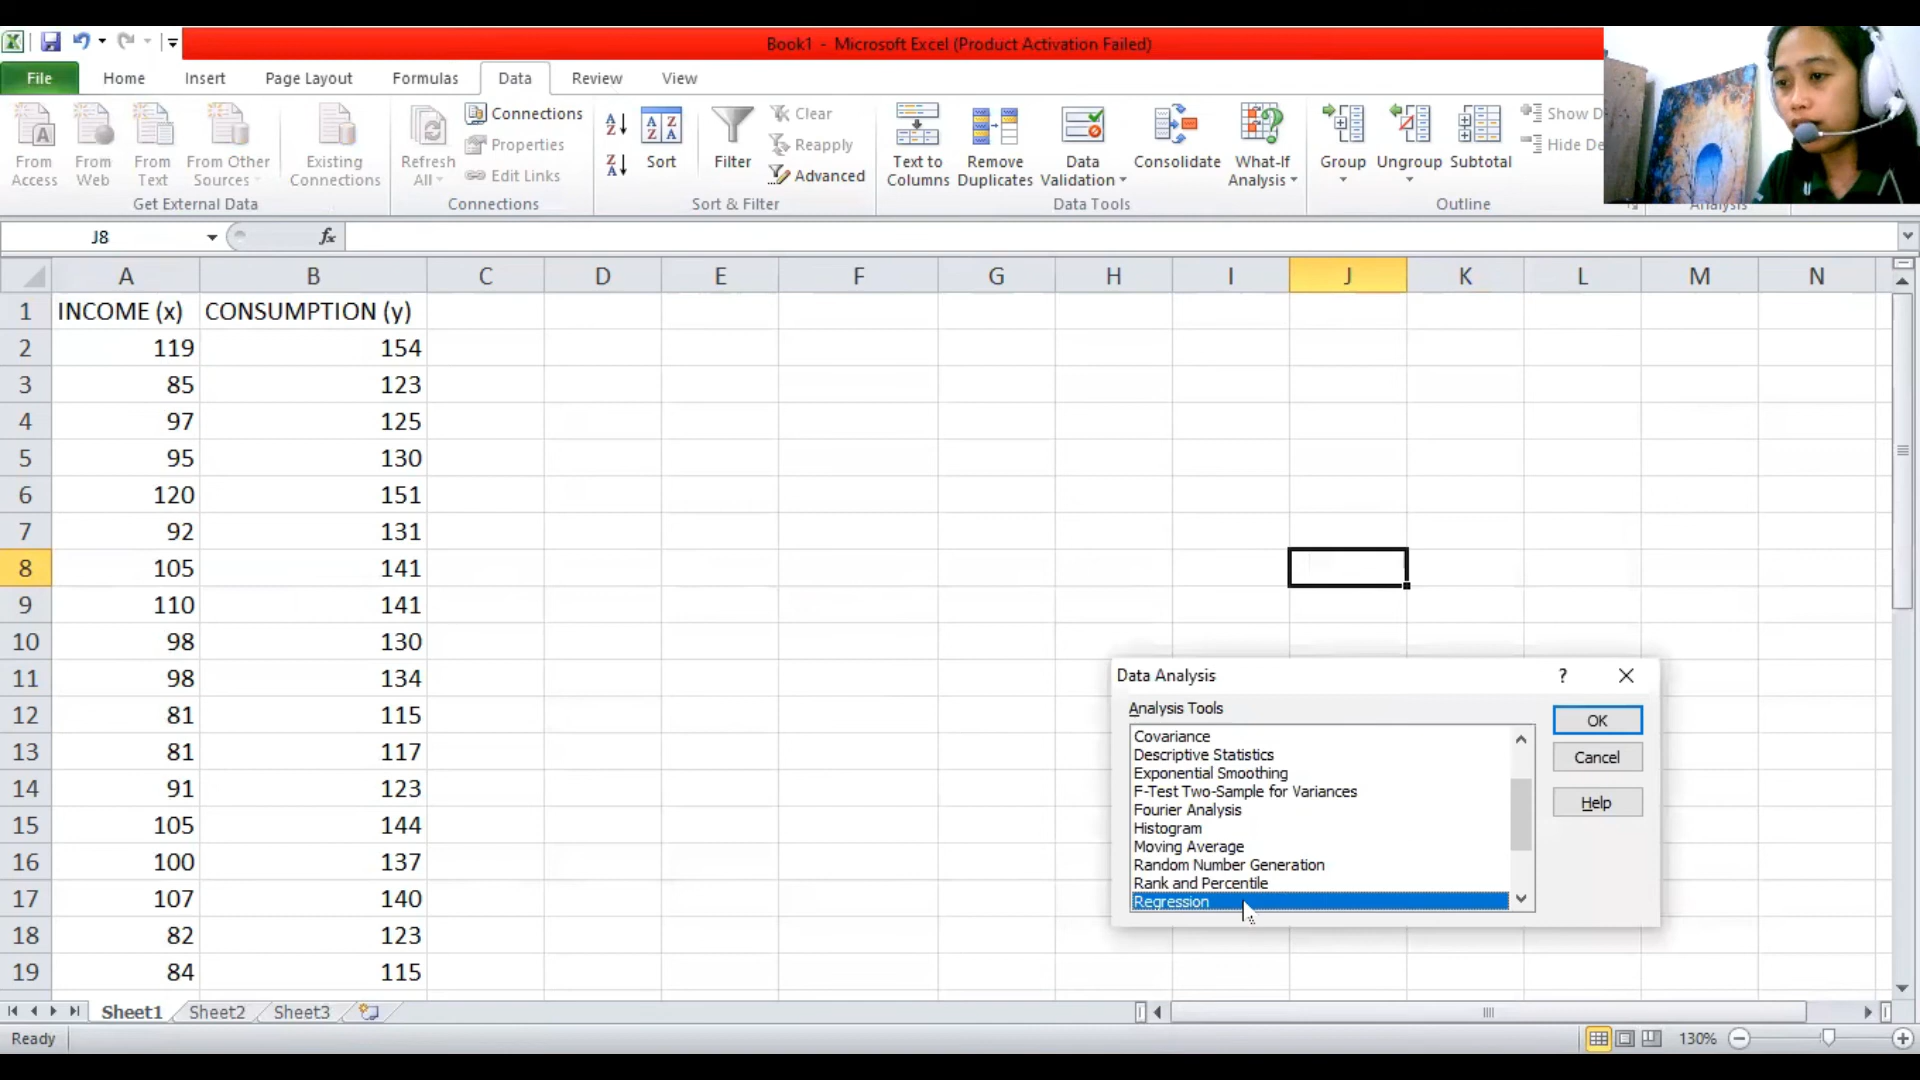 Book1 - Microsoft Excel (Product Activation Failed)
File Home Insert Page Layout Formulas Data Review View
From Access
From Web
From Text
From Other Sources
Existing Connections
Get External Data
Refresh All
Connections
Properties
Edit Links
Connections
Sort
Filter
Clear
Reapply
Advanced
Sort & Filter
Text to Columns
Remove Duplicates
Data Validation
Consolidate
What-If Analysis
Data Tools
Group
Ungroup
Subtotal
Show D
Hide De
Outline
Analysis
J8 fx
A B C D E F G H I J K L M N
1 INCOME (x) CONSUMPTION (y)
2 119 154
3 85 123
4 97 125
5 95 130
6 120 151
7 92 131
8 105 141
9 110 141
10 98 130
11 98 134
12 81 115
13 81 117
14 91 123
15 105 144
16 100 137
17 107 140
18 82 123
19 84 115
Data Analysis ?
Analysis Tools
Covariance
Descriptive Statistics
Exponential Smoothing
F-Test Two-Sample for Variances
Fourier Analysis
Histogram
Moving Average
Random Number Generation
Rank and Percentile
Regression
OK
Cancel
Help
Sheet1 Sheet2 Sheet3
Ready 130%